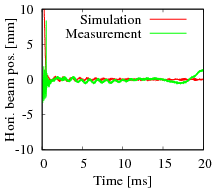 Hori. beam pos. [mm]
10
5
0
-5
-10
Simulation
Measurement
0 5 10 15 20
Time [ms]